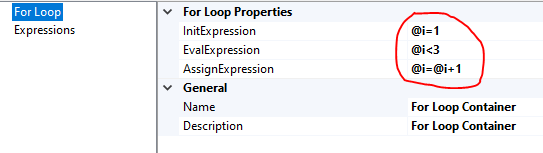 For Loop
Expressions
For Loop Properties
InitExpression @i=1
EvalExpression @i<3
AssignExpression @i=@i+1
General
Name For Loop Container
Description For Loop Container